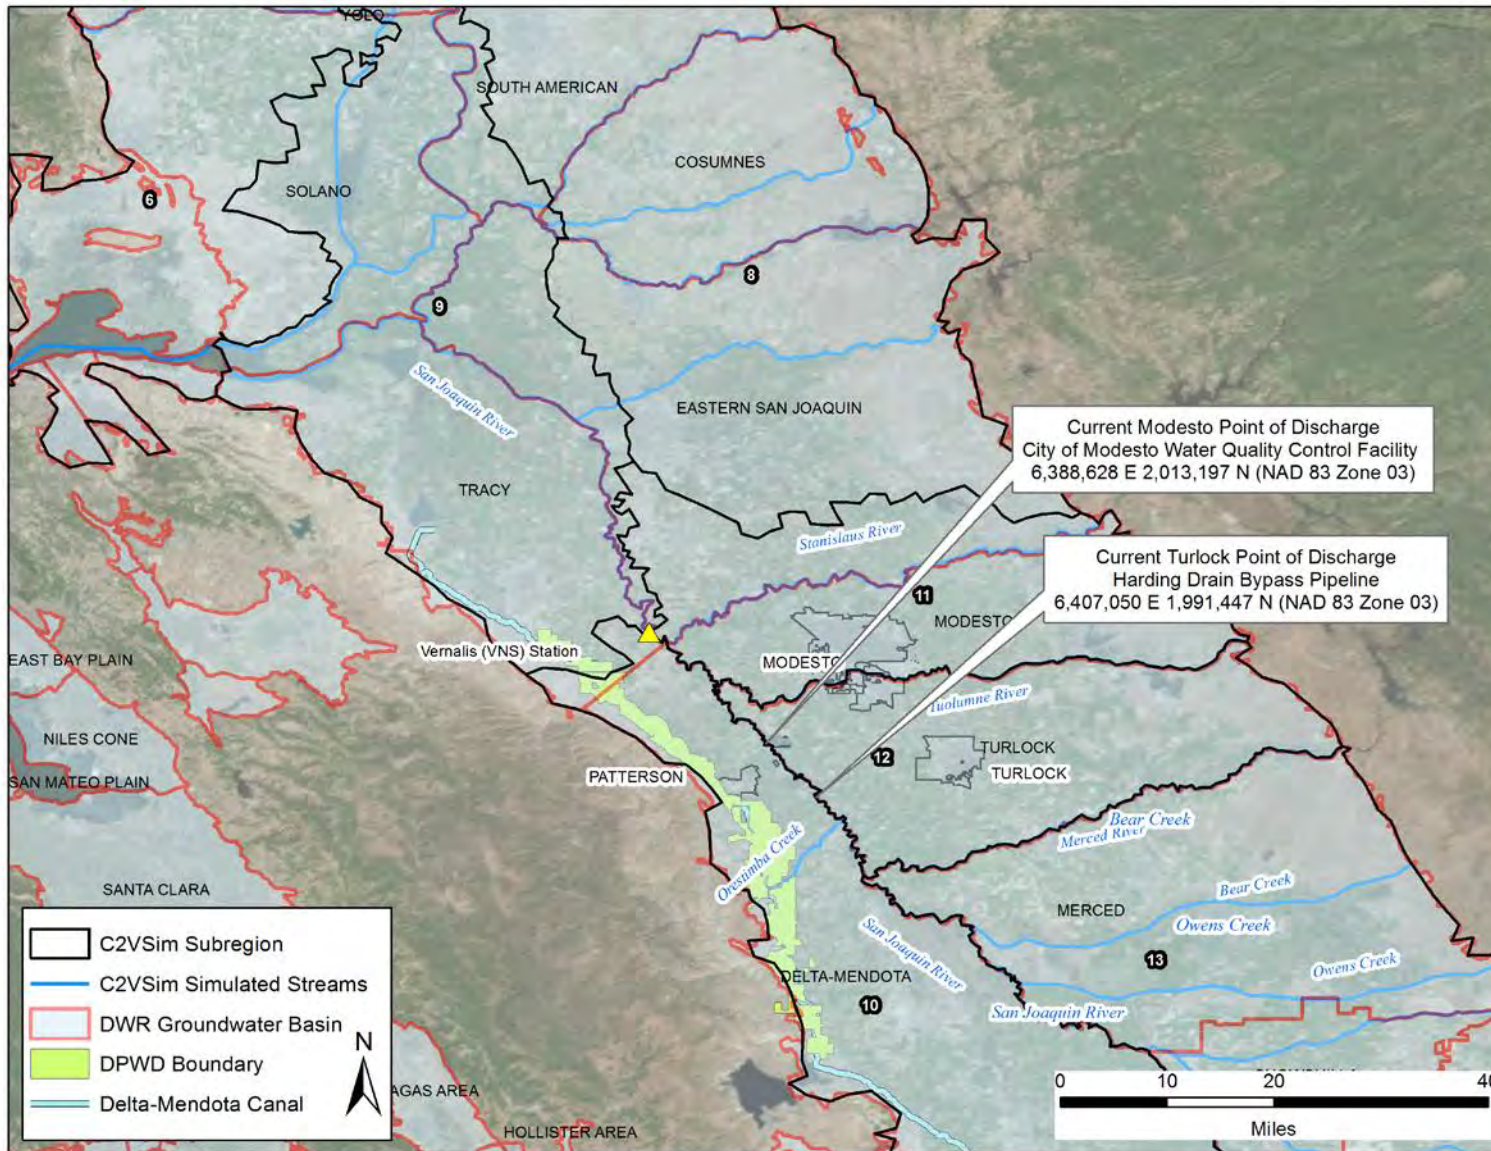 YOLO
SOUTH AMERICAN
COSUMNES
SOLANO
6
8
9
San Joaquin River
EASTERN SAN JOAQUIN
Current Modesto Point of Discharge
City of Modesto Water Quality Control Facility
6,388,628 E 2,013,197 N (NAD 83 Zone 03)
TRACY
Stanislaus River
Current Turlock Point of Discharge
Harding Drain Bypass Pipeline
6,407,050 E 1,991,447 N (NAD 83 Zone 03)
11
MODESTO
Vernalis (VNS) Station
MODESTO
EAST BAY PLAIN
Tuolumne River
NILES CONE
12
TURLOCK
TURLOCK
SAN MATEO PLAIN
PATTERSON
Bear Creek
Merced River
Orestimba Creek
SANTA CLARA
Bear Creek
MERCED
Owens Creek
San Joaquin River
13
Owens Creek
DELTA-MENDOTA
10
San Joaquin River
C2VSim Subregion
C2VSim Simulated Streams
DWR Groundwater Basin
DPWD Boundary
Delta-Mendota Canal
N
AGAS AREA
HOLLISTER AREA
0 10 20 40
Miles